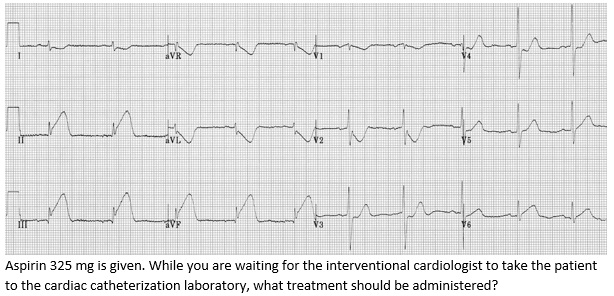 I aVR V1 V4
II aVL V2 V5
III aVF V3 V6
Aspirin 325 mg is given. While you are waiting for the interventional cardiologist to take the patient
to the cardiac catheterization laboratory, what treatment should be administered?